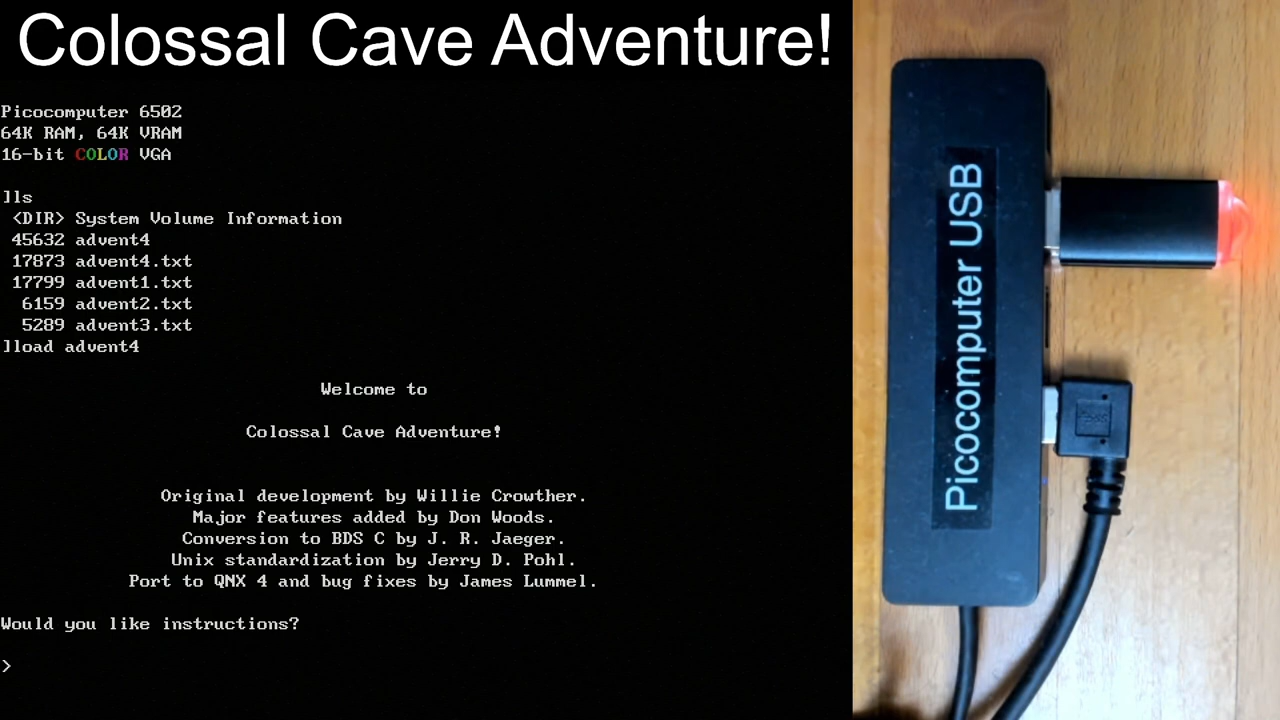 Colossal Cave Adventure!
Picocomputer 6502
64K RAM, 64K VRAM
16-bit COLOR VGA
]ls
<DIR> System Volume Information
45632 advent4
17873 advent4.txt
17799 advent1.txt
6159 advent2.txt
5289 advent3.txt
]load advent4
Welcome to
Colossal Cave Adventure!
Original development by Willie Crowther.
Major features added by Don Woods.
Conversion to BDS C by J. R. Jaeger.
Unix standardization by Jerry D. Pohl.
Port to QNX 4 and bug fixes by James Lummel.
Would you like instructions?
>
Picocomputer USB